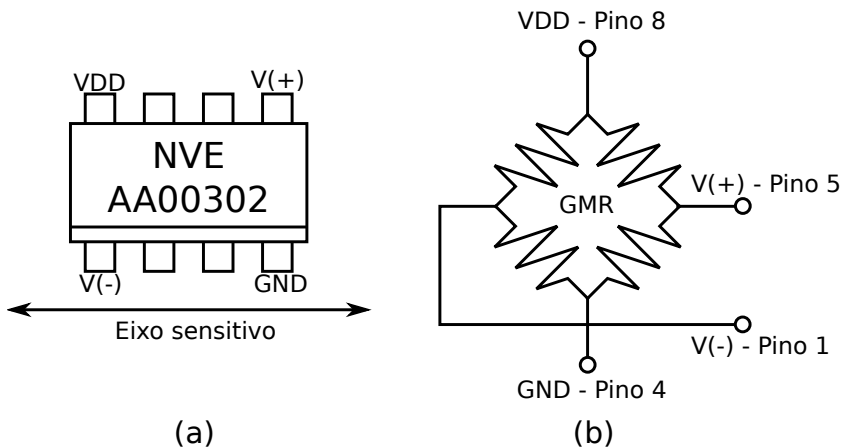 VDD V(+)
NVE
AA00302
V(-) GND
Eixo sensitivo
(a)
VDD - Pino 8
GMR
V(+) - Pino 5
V(-) - Pino 1
GND - Pino 4
(b)